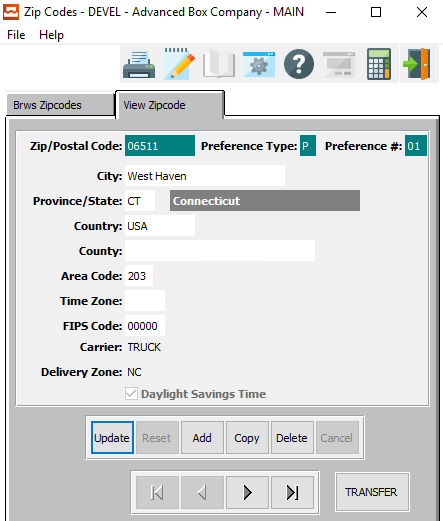 Zip Codes - DEVEL - Advanced Box Company - MAIN
File Help
?
Brws Zipcodes View Zipcode
Zip/Postal Code: 06511 Preference Type: P Preference #: 01
City: West Haven
Province/State: CT Connecticut
Country: USA
County:
Area Code: 203
Time Zone:
FIPS Code: 00000
Carrier: TRUCK
Delivery Zone: NC
Daylight Savings Time
Update Reset Add Copy Delete Cancel
TRANSFER